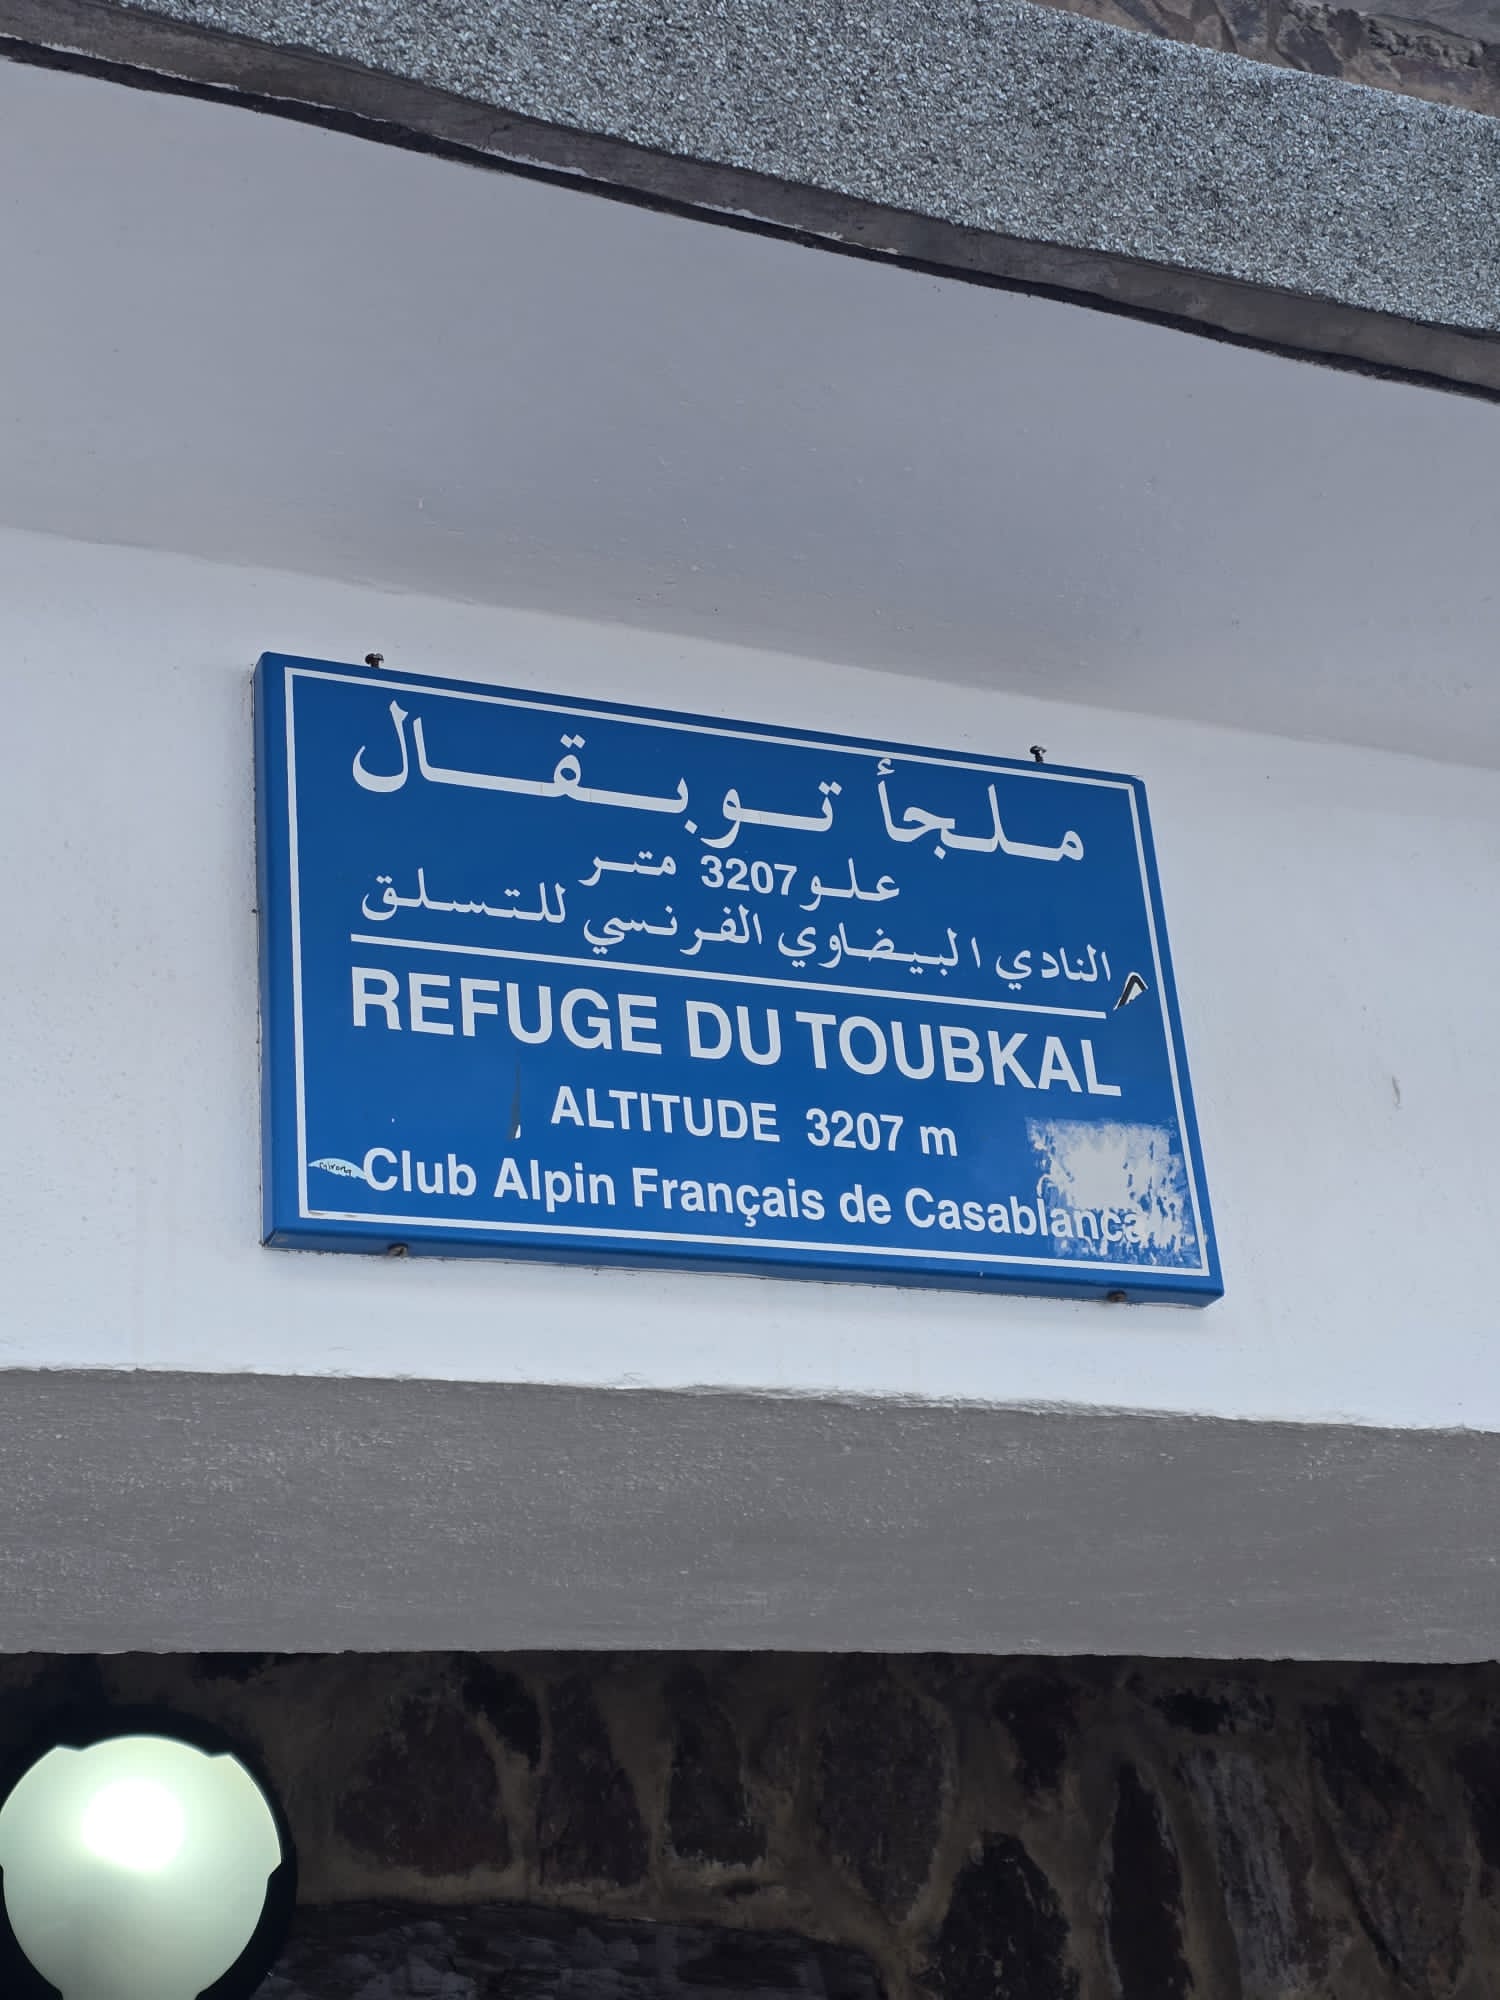 ملجأ توبقال
علو 3207 متر
النادي البيضاوي الفرنسي للتسلق
REFUGE DU TOUBKAL
ALTITUDE 3207 m
Club Alpin Français de Casablanca